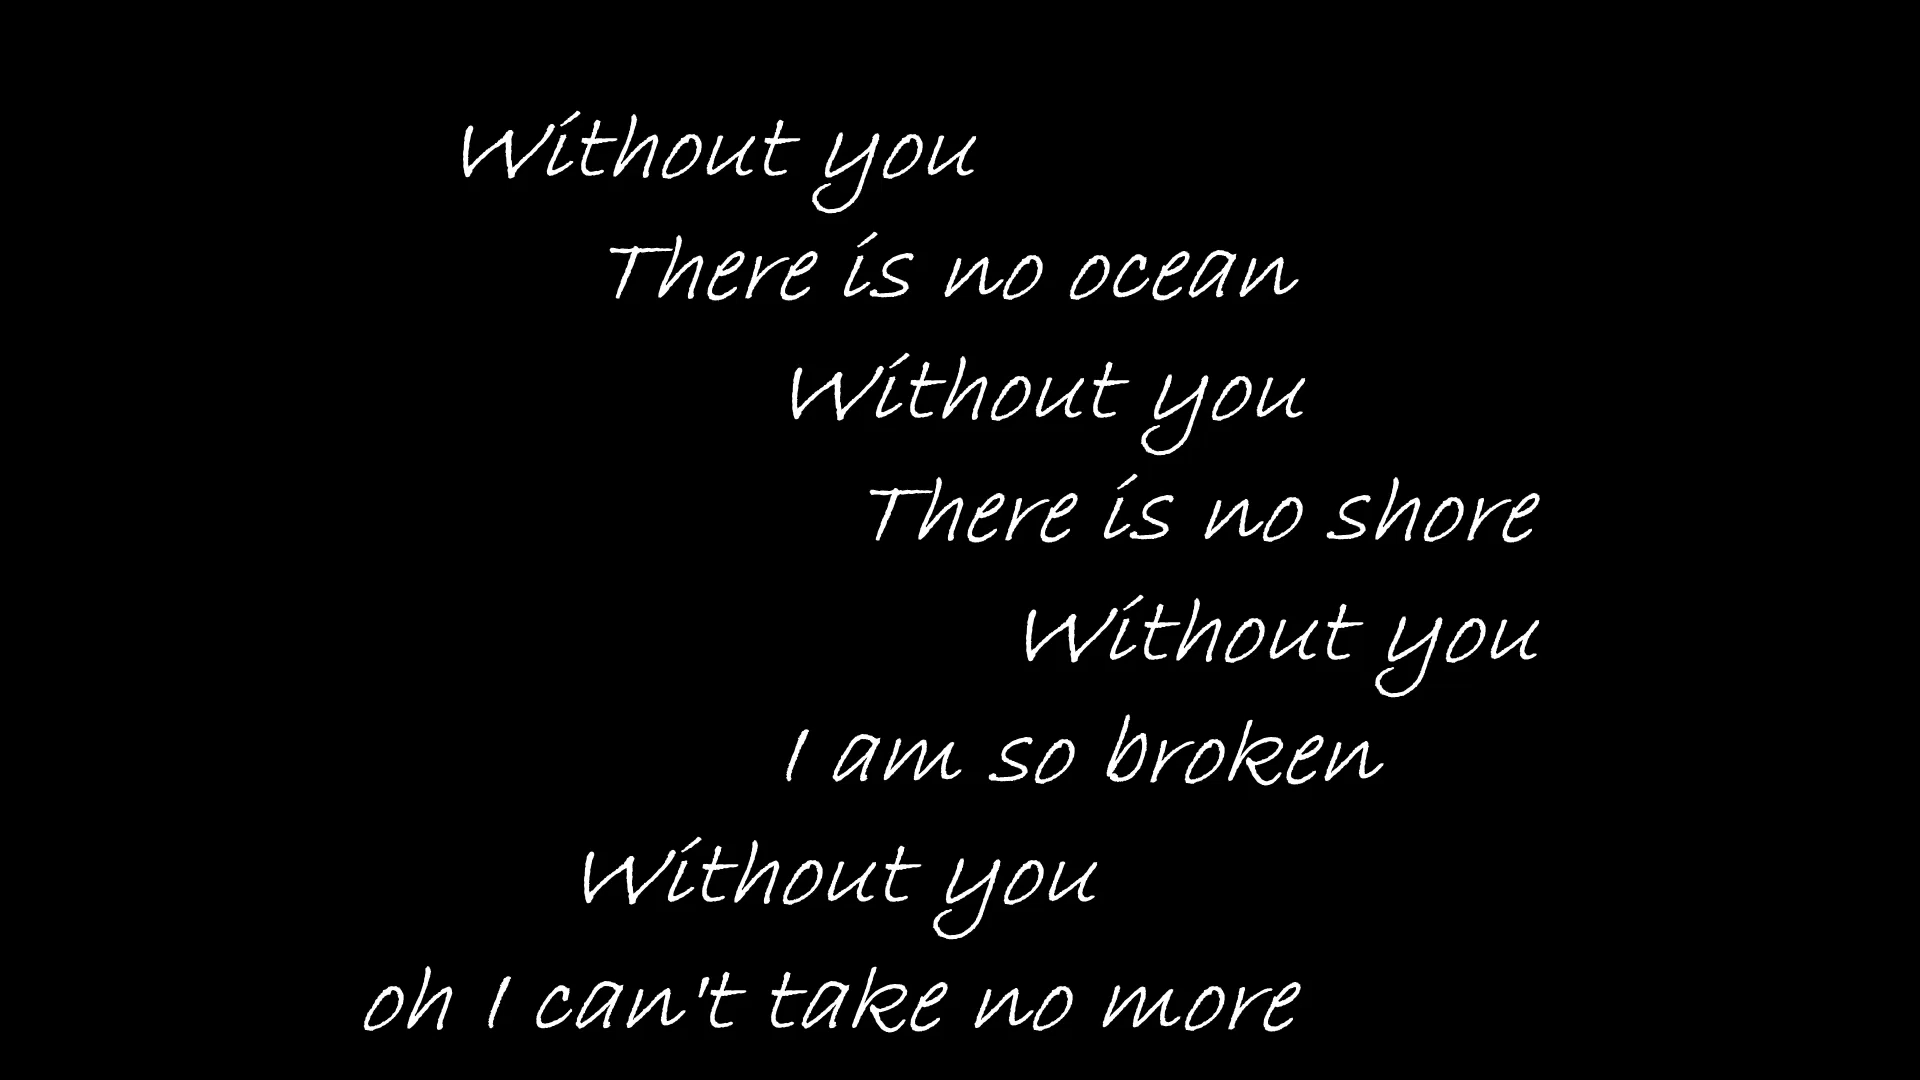 Without you
There is no ocean
Without you
There is no shore
Without you
I am so broken
Without you
oh I can't take no more